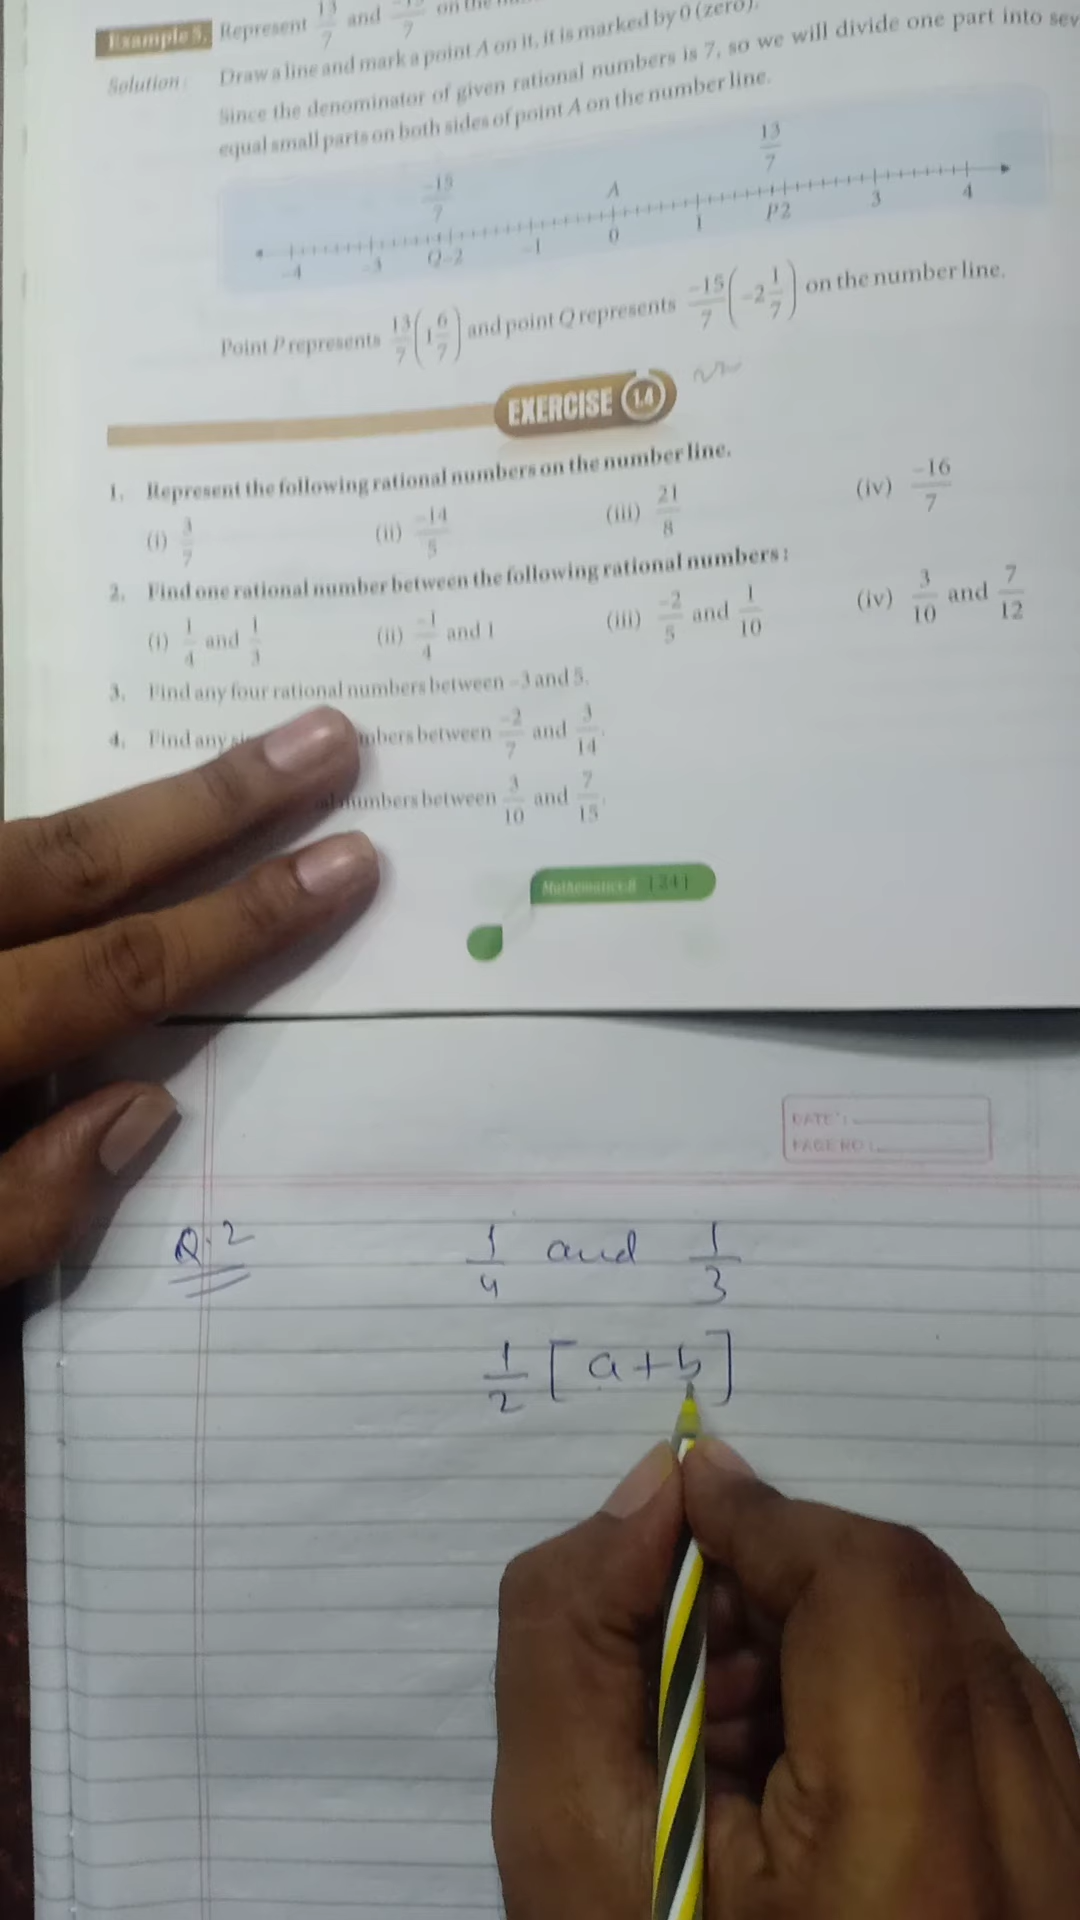 Example 5. Represent 13/7 and -15/7 on the
Solution: Draw a line and mark a point A on it, it is marked by 0 (zero).
Since the denominator of given rational numbers is 7, so we will divide one part into sev
equal small parts on both sides of point A on the number line.
-15/7 A 13/7
-4 -3 Q -2 -1 0 1 P 2 3 4
Point P represents 13/7 (1 6/7) and point Q represents -15/7 (-2 1/7) on the number line.
EXERCISE 1.4
1. Represent the following rational numbers on the number line.
(i) 3/7 (ii) -14/5 (iii) 21/8 (iv) -16/7
2. Find one rational number between the following rational numbers :
(i) 1/4 and 1/3 (ii) -1/4 and 1 (iii) -2/5 and 1/10 (iv) 3/10 and 7/12
3. Find any four rational numbers between -3 and 5.
4. Find any mbers between -2/7 and 3/14.
numbers between 3/10 and 7/15.
Mathematics-8 [24]
DATE :
PAGE NO :
Q.2 1/4 and 1/3
1/2 [a+b]